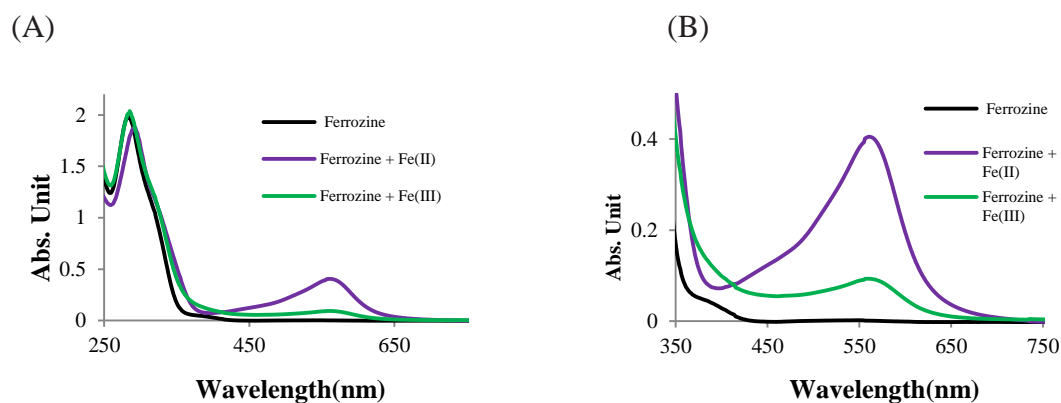 (A)
2
1.5
1
0.5
0
Abs. Unit
250
450
650
Wavelength(nm)
Ferrozine
Ferrozine + Fe(II)
Ferrozine + Fe(III)
(B)
0.4
0.2
0
Abs. Unit
350
450
550
650
750
Wavelength(nm)
Ferrozine
Ferrozine +
Fe(II)
Ferrozine +
Fe(III)